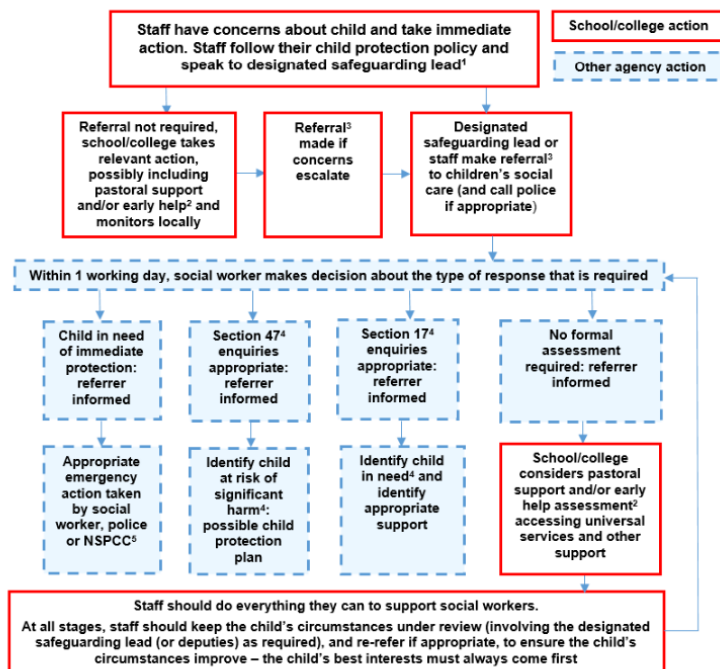 Staff have concerns about child and take immediate
action. Staff follow their child protection policy and
speak to designated safeguarding lead¹
School/college action
Other agency action
Referral not required,
school/college takes
relevant action,
possibly including
pastoral support
and/or early help² and
monitors locally
Referral³
made if
concerns
escalate
Designated
safeguarding lead or
staff make referral³
to children’s social
care (and call police
if appropriate)
Within 1 working day, social worker makes decision about the type of response that is required
Child in need
of immediate
protection:
referrer
informed
Section 47⁴
enquiries
appropriate:
referrer
informed
Section 17⁴
enquiries
appropriate:
referrer
informed
No formal
assessment
required: referrer
informed
Appropriate
emergency
action taken
by social
worker, police
or NSPCC⁵
Identify child
at risk of
significant
harm⁴:
possible child
protection
plan
Identify child
in need⁴ and
identify
appropriate
support
School/college
considers pastoral
support and/or early
help assessment²
accessing universal
services and other
support
Staff should do everything they can to support social workers.
At all stages, staff should keep the child’s circumstances under review (involving the designated
safeguarding lead (or deputies) as required), and re-refer if appropriate, to ensure the child’s
circumstances improve – the child’s best interests must always come first